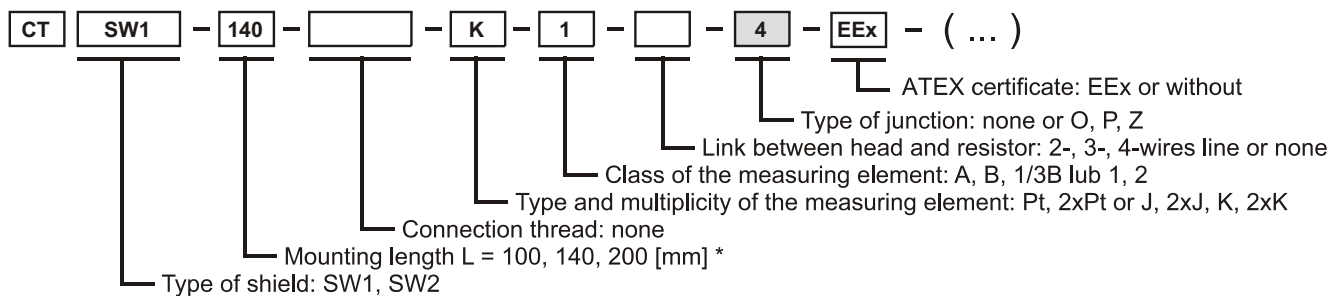 CT SW1 – 140 – – K – 1 – – 4 – EEx – ( ... )
ATEX certificate: EEx or without
Type of junction: none or O, P, Z
Link between head and resistor: 2-, 3-, 4-wires line or none
Class of the measuring element: A, B, 1/3B lub 1, 2
Type and multiplicity of the measuring element: Pt, 2xPt or J, 2xJ, K, 2xK
Connection thread: none
Mounting length L = 100, 140, 200 [mm] *
Type of shield: SW1, SW2